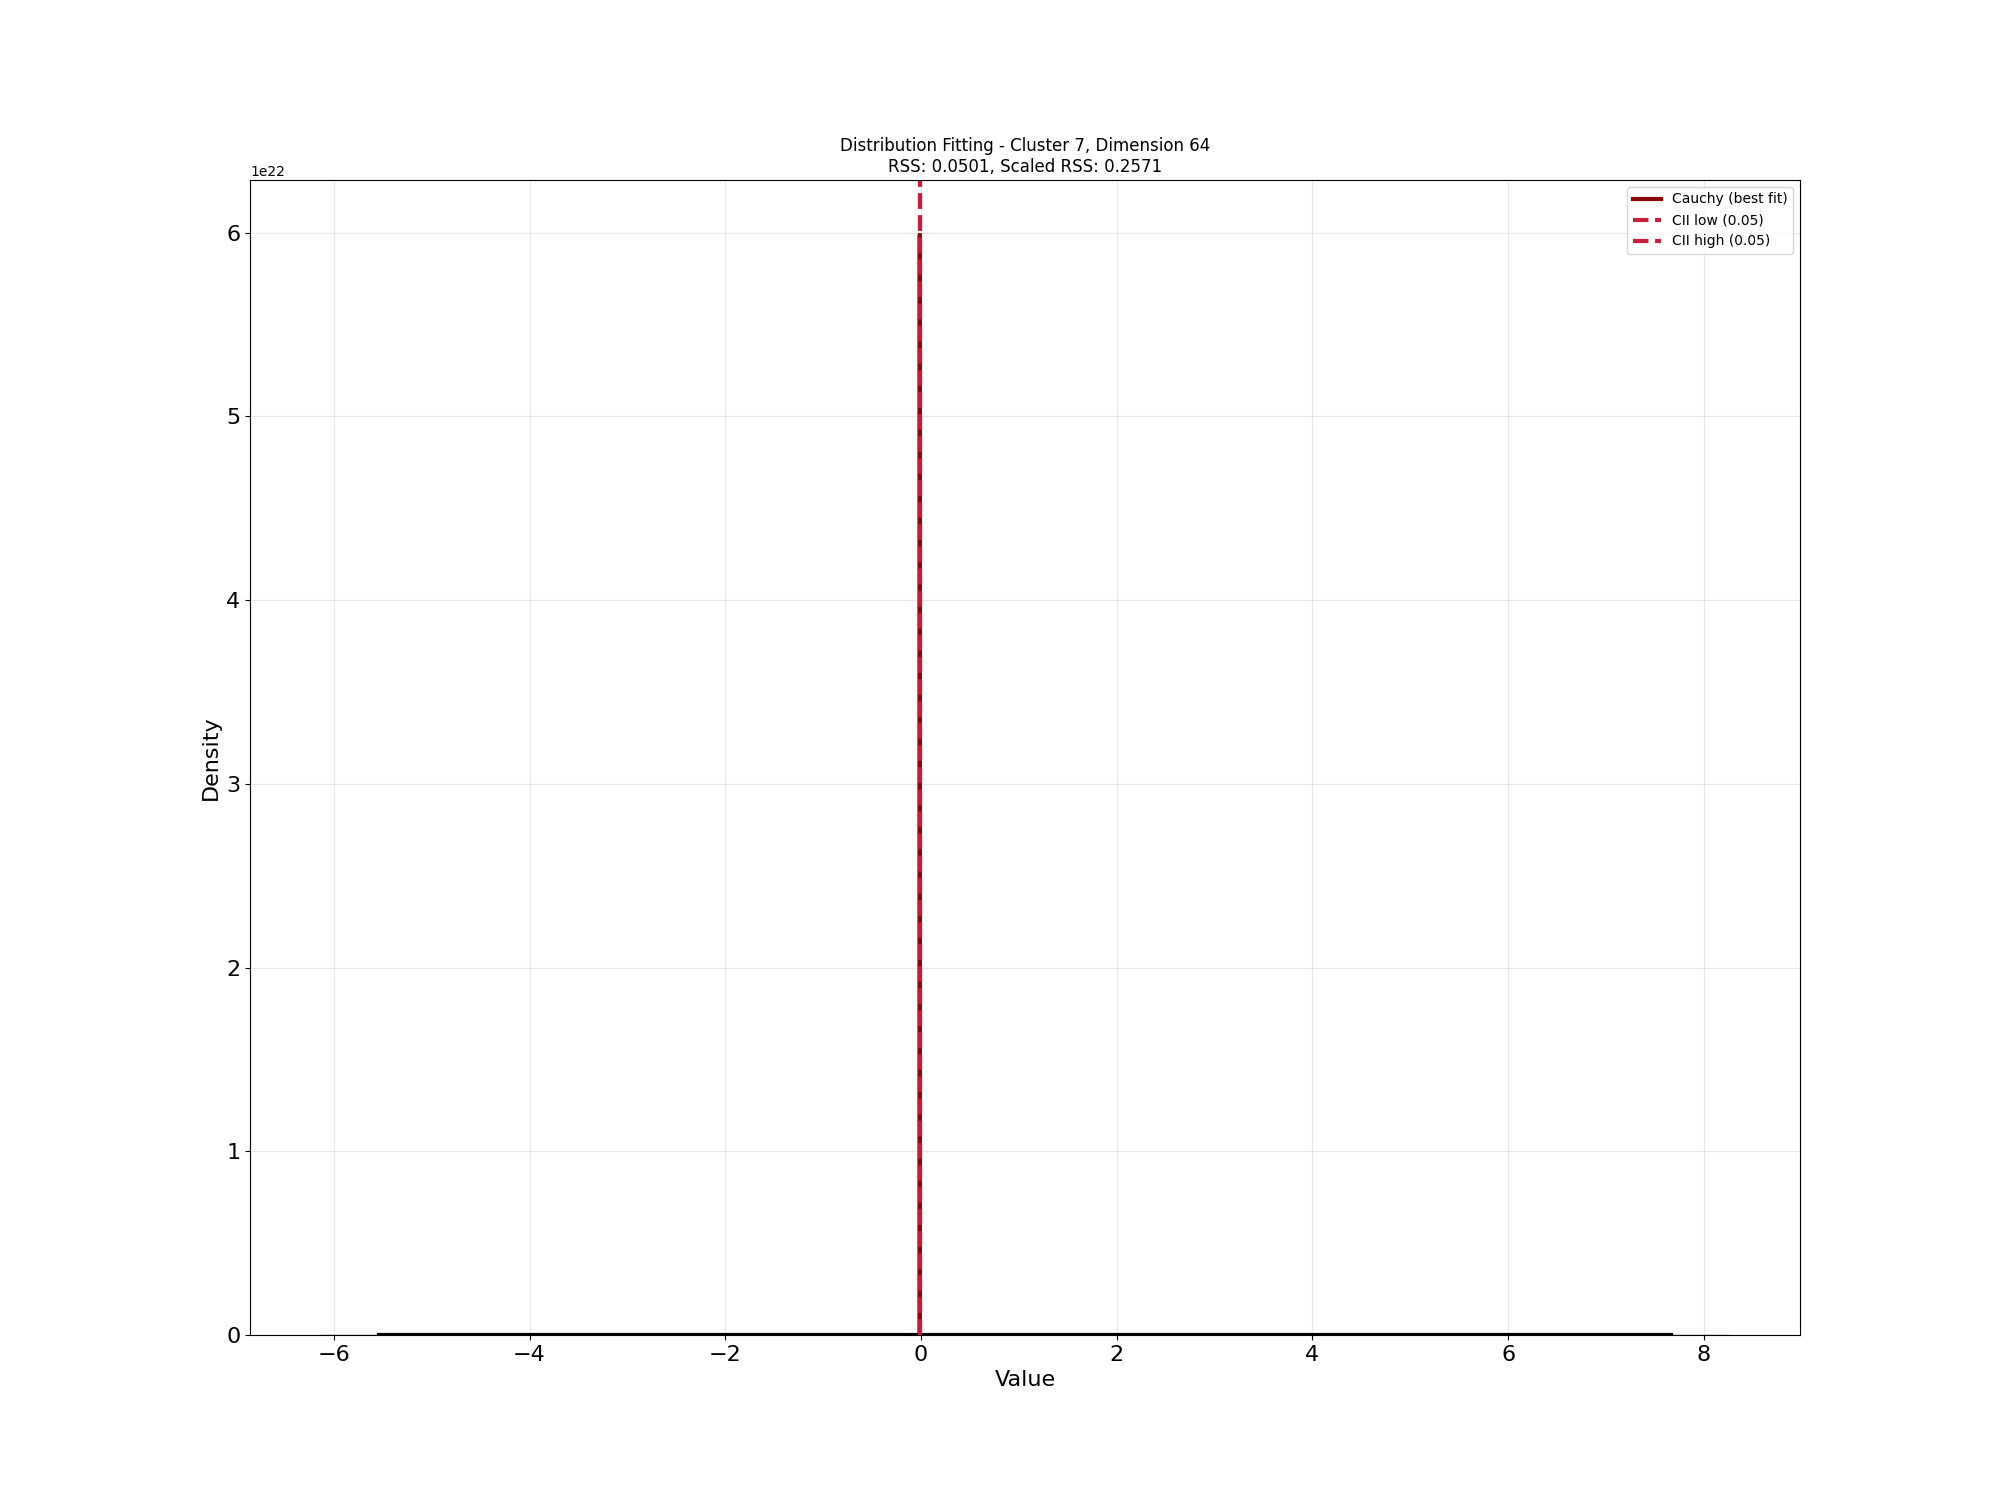 Distribution Fitting - Cluster 7, Dimension 64
RSS: 0.0501, Scaled RSS: 0.2571
1e22
Cauchy (best fit)
CII low (0.05)
CII high (0.05)
6
5
4
3
2
1
0
Density
−6
−4
−2
0
2
4
6
8
Value